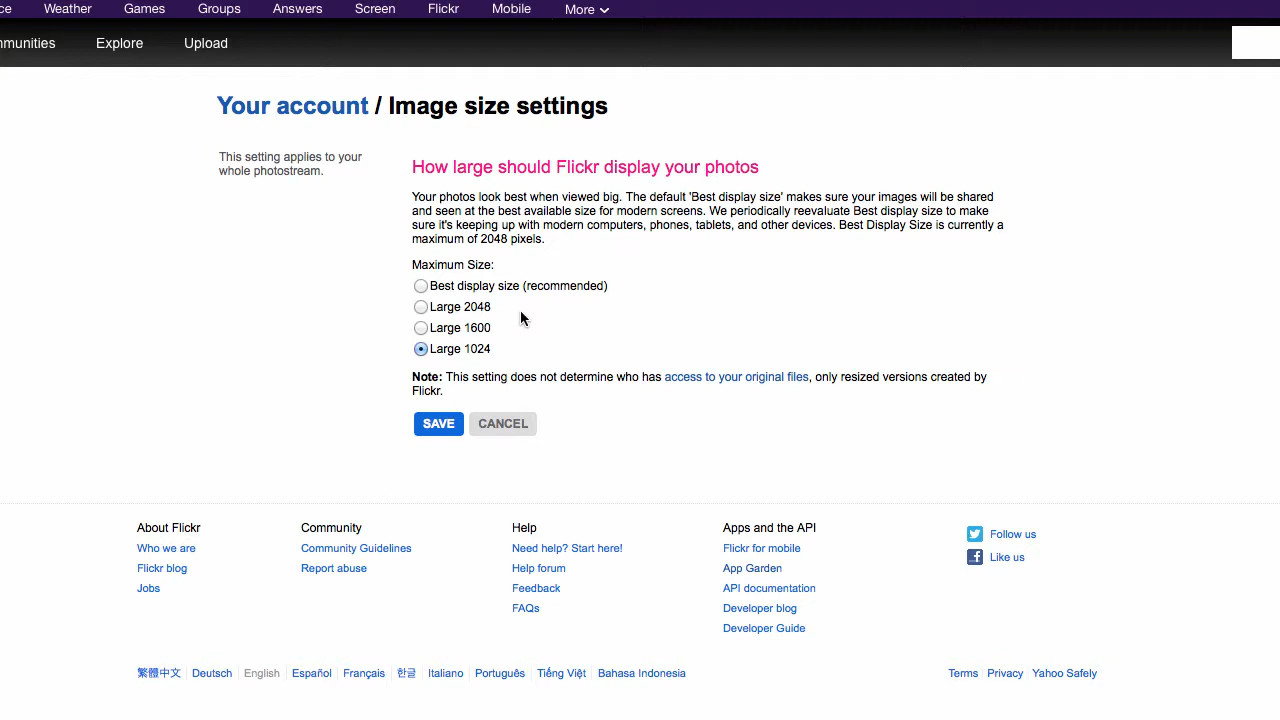 ce Weather Games Groups Answers Screen Flickr Mobile More
mmunities Explore Upload
Your account / Image size settings
This setting applies to your
whole photostream.
How large should Flickr display your photos
Your photos look best when viewed big. The default 'Best display size' makes sure your images will be shared
and seen at the best available size for modern screens. We periodically reevaluate Best display size to make
sure it's keeping up with modern computers, phones, tablets, and other devices. Best Display Size is currently a
maximum of 2048 pixels.
Maximum Size:
Best display size (recommended)
Large 2048
Large 1600
Large 1024
Note: This setting does not determine who has access to your original files, only resized versions created by
Flickr.
SAVE CANCEL
About Flickr
Who we are
Flickr blog
Jobs
Community
Community Guidelines
Report abuse
Help
Need help? Start here!
Help forum
Feedback
FAQs
Apps and the API
Flickr for mobile
App Garden
API documentation
Developer blog
Developer Guide
Follow us
Like us
繁體中文 Deutsch English Español Français 한글 Italiano Português Tiếng Việt Bahasa Indonesia
Terms Privacy Yahoo Safely